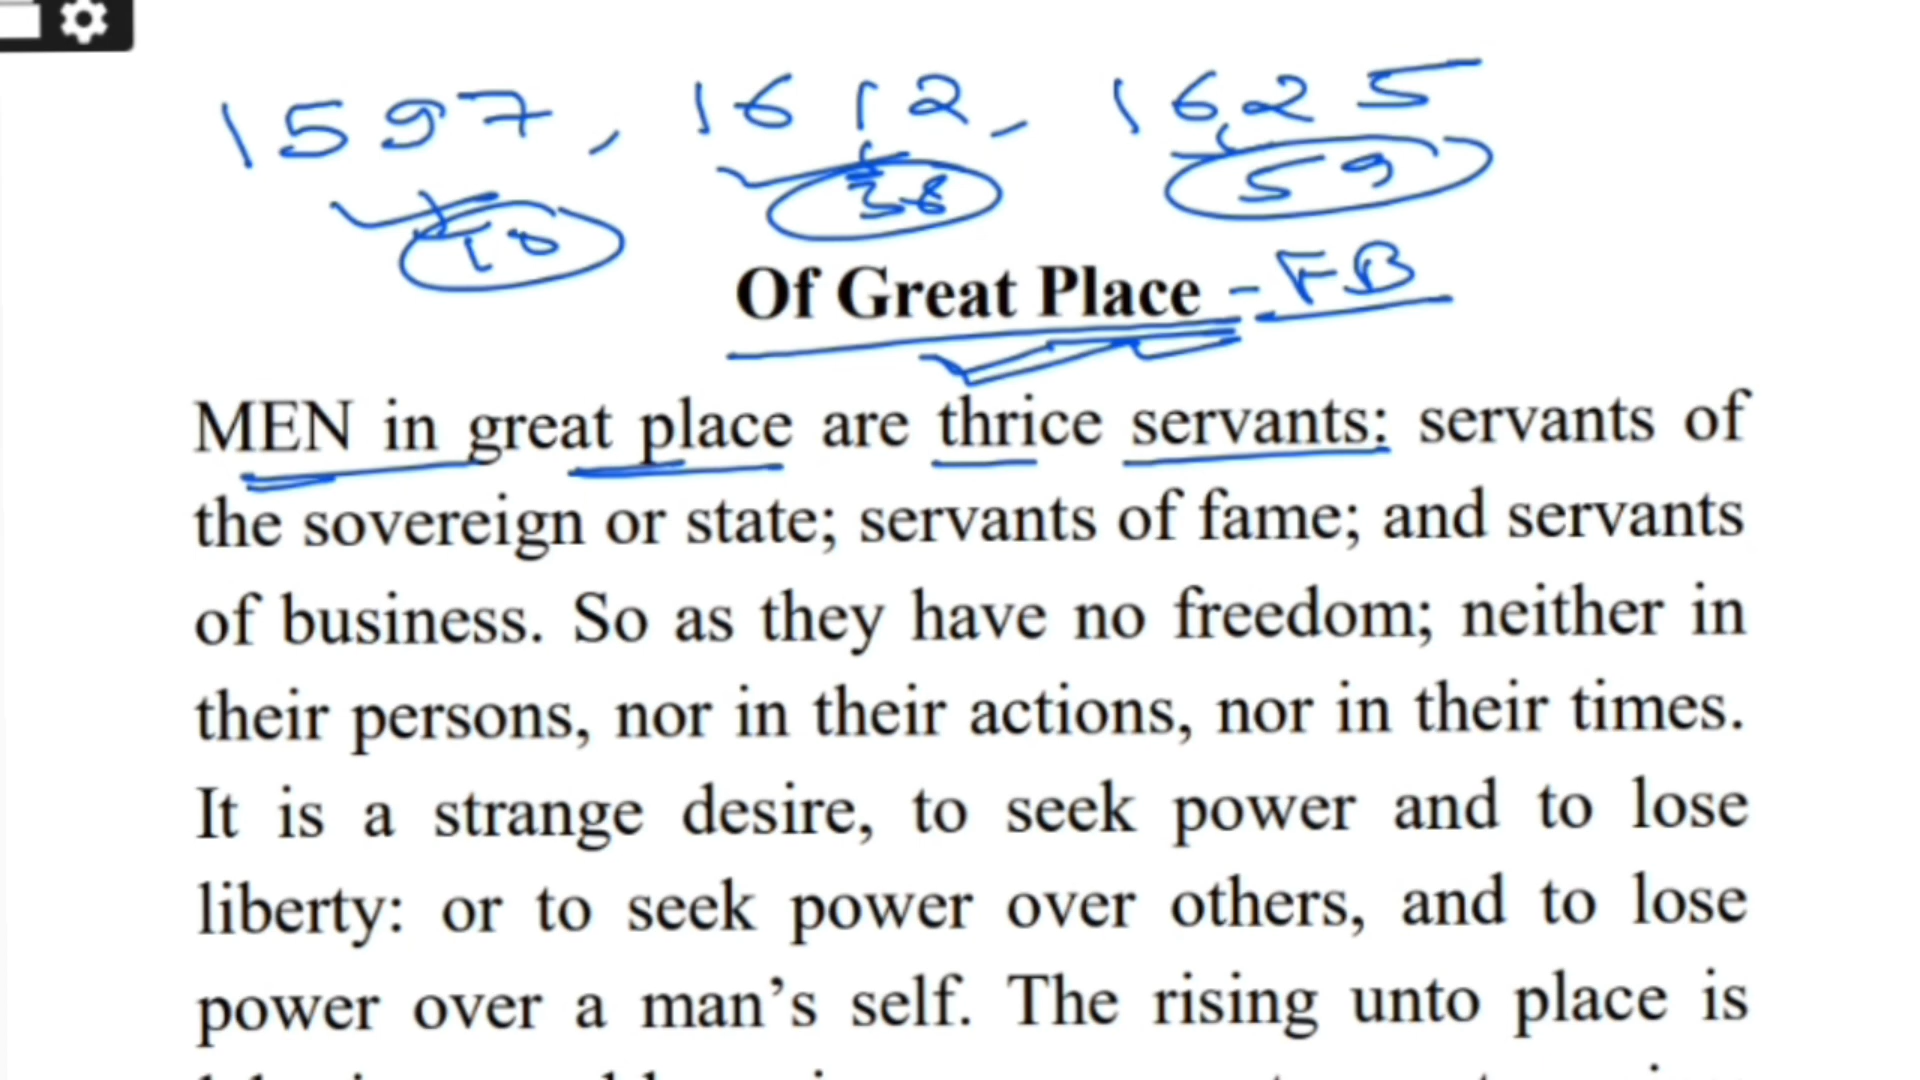 1597, 1612, 1625
10 38 59
Of Great Place - FB
MEN in great place are thrice servants: servants of
the sovereign or state; servants of fame; and servants
of business. So as they have no freedom; neither in
their persons, nor in their actions, nor in their times.
It is a strange desire, to seek power and to lose
liberty: or to seek power over others, and to lose
power over a man’s self. The rising unto place is